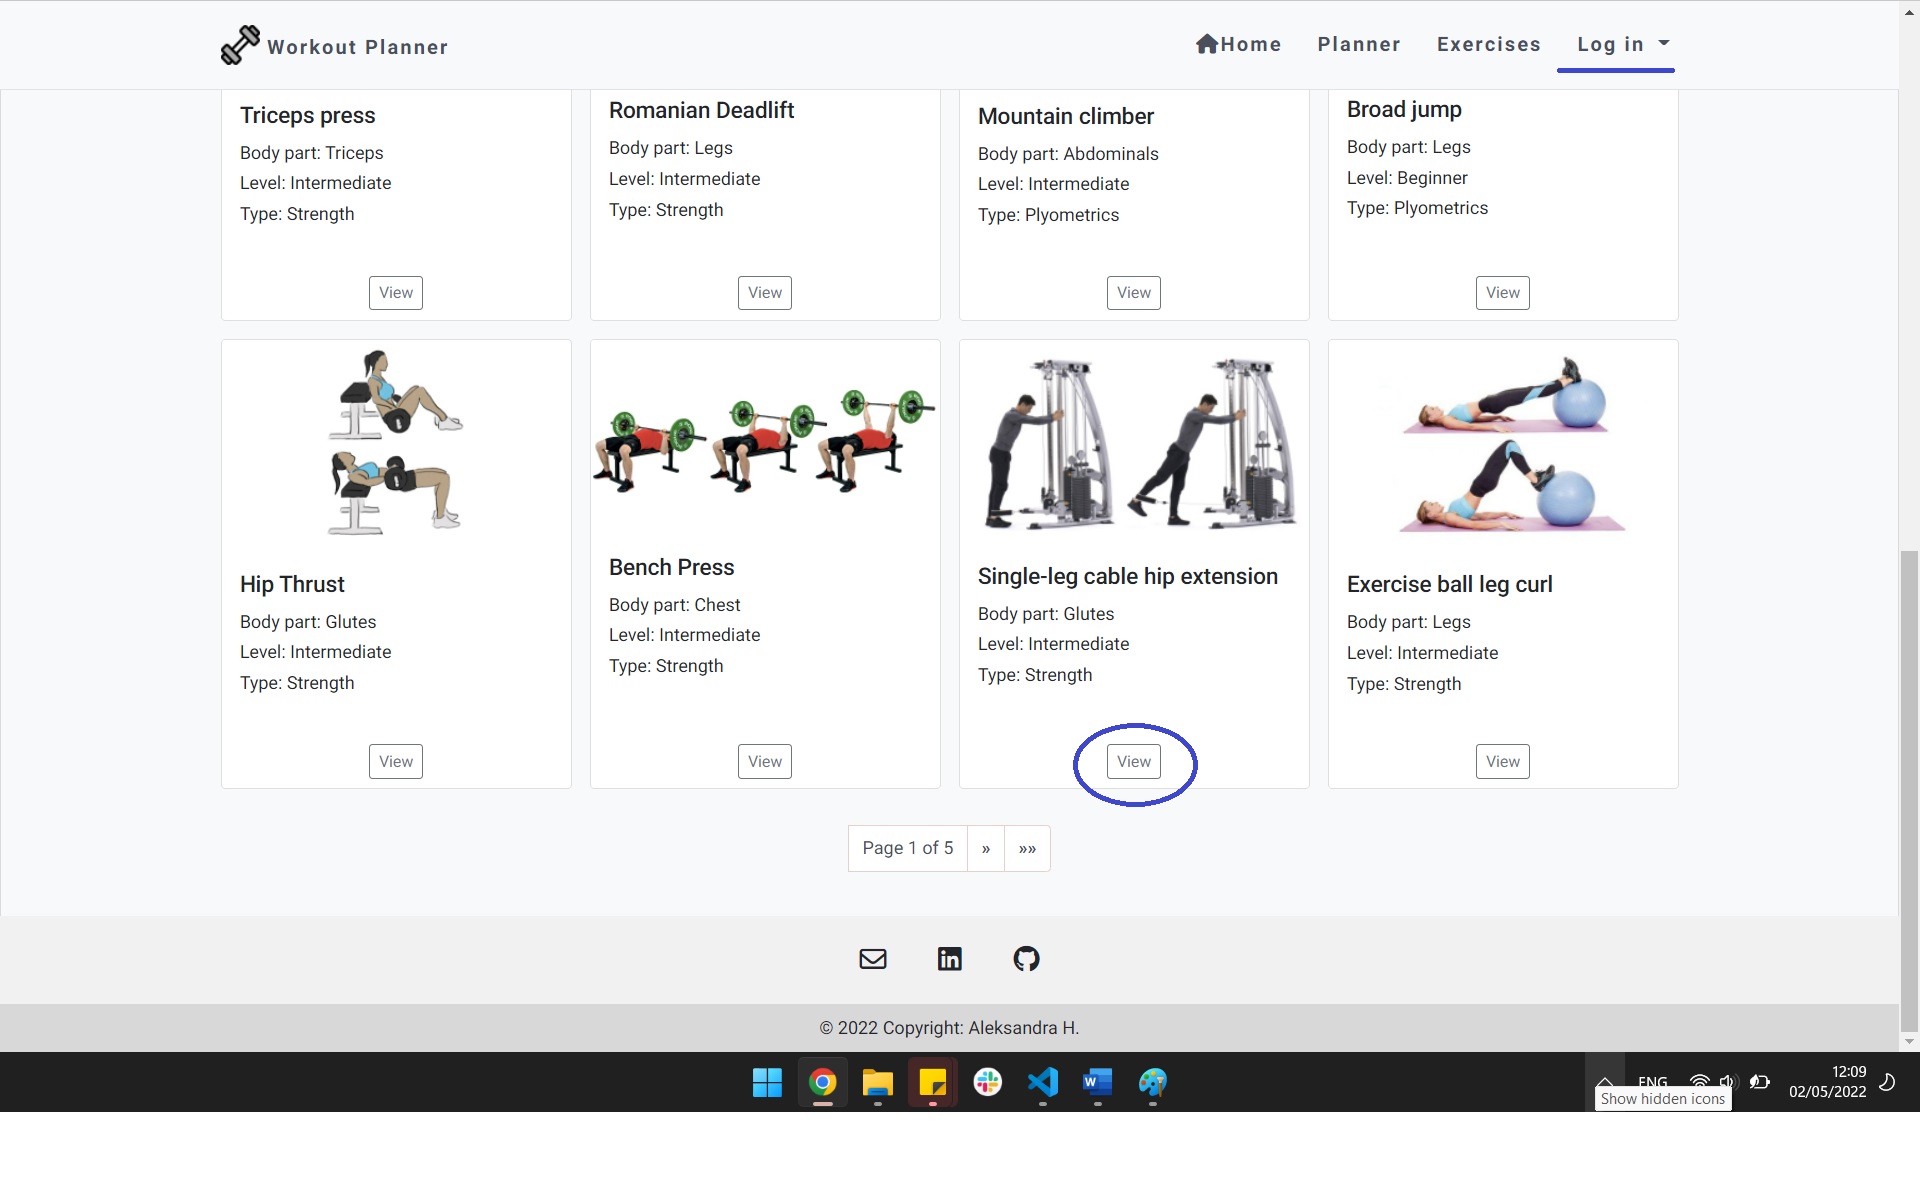 Workout Planner
Home Planner Exercises Log in
Triceps press
Body part: Triceps
Level: Intermediate
Type: Strength
View
Romanian Deadlift
Body part: Legs
Level: Intermediate
Type: Strength
View
Mountain climber
Body part: Abdominals
Level: Intermediate
Type: Plyometrics
View
Broad jump
Body part: Legs
Level: Beginner
Type: Plyometrics
View
Hip Thrust
Body part: Glutes
Level: Intermediate
Type: Strength
View
Bench Press
Body part: Chest
Level: Intermediate
Type: Strength
View
Single-leg cable hip extension
Body part: Glutes
Level: Intermediate
Type: Strength
View
Exercise ball leg curl
Body part: Legs
Level: Intermediate
Type: Strength
View
Page 1 of 5 » »»
© 2022 Copyright: Aleksandra H.
ENG
Show hidden icons
12:09
02/05/2022